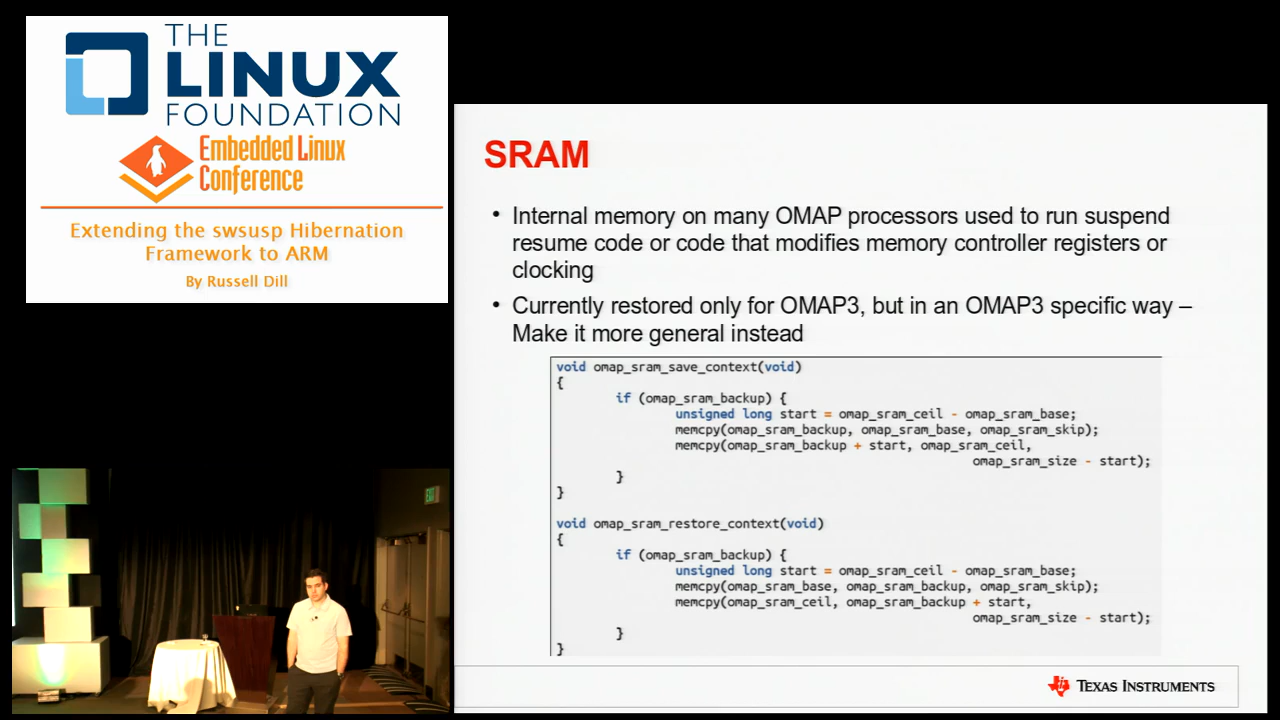 THE
LINUX
FOUNDATION
Embedded Linux
Conference
Extending the swsusp Hibernation
Framework to ARM
By Russell Dill
SRAM
• Internal memory on many OMAP processors used to run suspend
resume code or code that modifies memory controller registers or
clocking
• Currently restored only for OMAP3, but in an OMAP3 specific way –
Make it more general instead
void omap_sram_save_context(void)
{
if (omap_sram_backup) {
unsigned long start = omap_sram_ceil - omap_sram_base;
memcpy(omap_sram_backup, omap_sram_base, omap_sram_skip);
memcpy(omap_sram_backup + start, omap_sram_ceil,
omap_sram_size - start);
}
}
void omap_sram_restore_context(void)
{
if (omap_sram_backup) {
unsigned long start = omap_sram_ceil - omap_sram_base;
memcpy(omap_sram_base, omap_sram_backup, omap_sram_skip);
memcpy(omap_sram_ceil, omap_sram_backup + start,
omap_sram_size - start);
}
}
TEXAS INSTRUMENTS